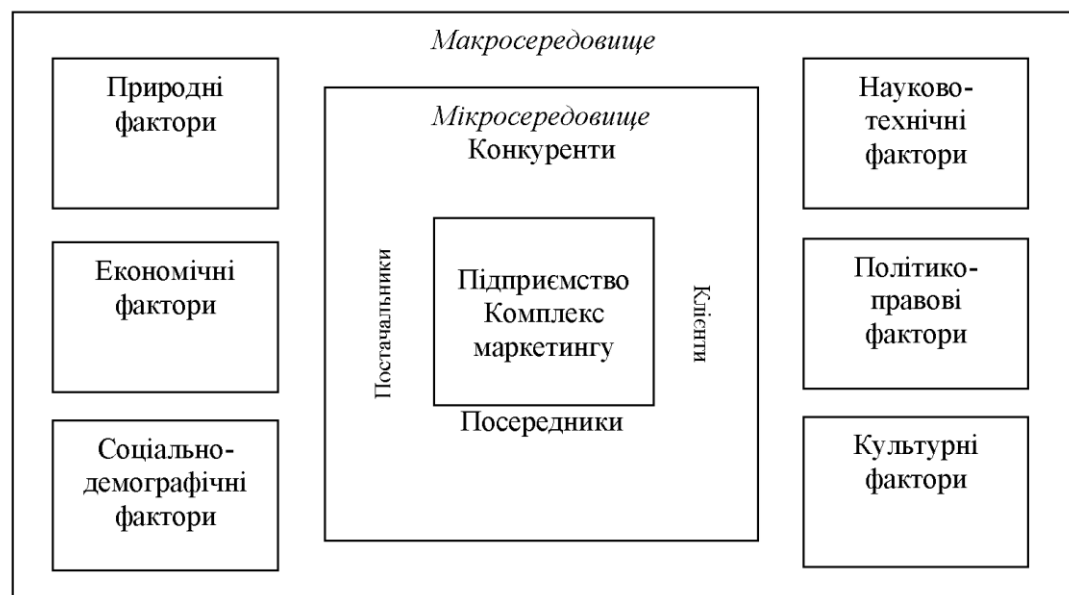 Макросередовище
Природні
фактори
Економічні
фактори
Соціально-
демографічні
фактори
Мікросередовище
Конкуренти
Постачальники
Підприємство
Комплекс
маркетингу
Клієнти
Посередники
Науково-
технічні
фактори
Політико-
правові
фактори
Культурні
фактори